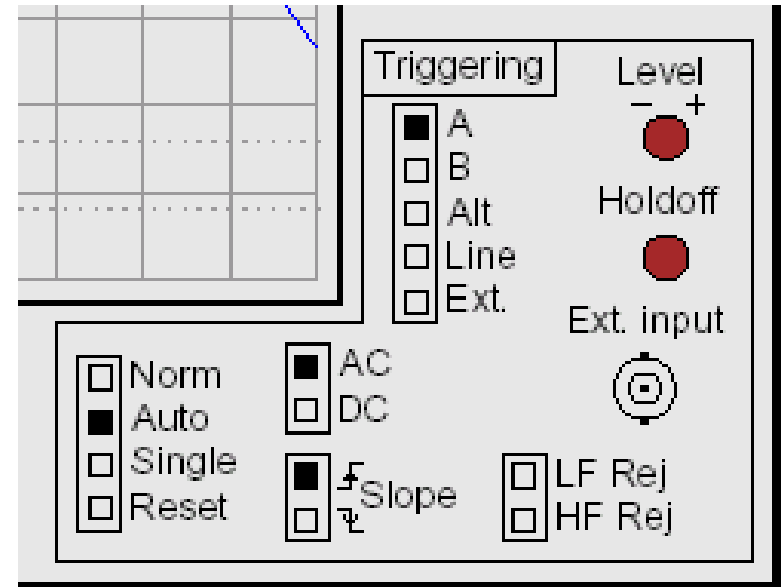 Triggering
Level
- +
A
B
Alt
Line
Ext.
Holdoff
Ext. input
Norm
Auto
Single
Reset
AC
DC
Slope
LF Rej
HF Rej